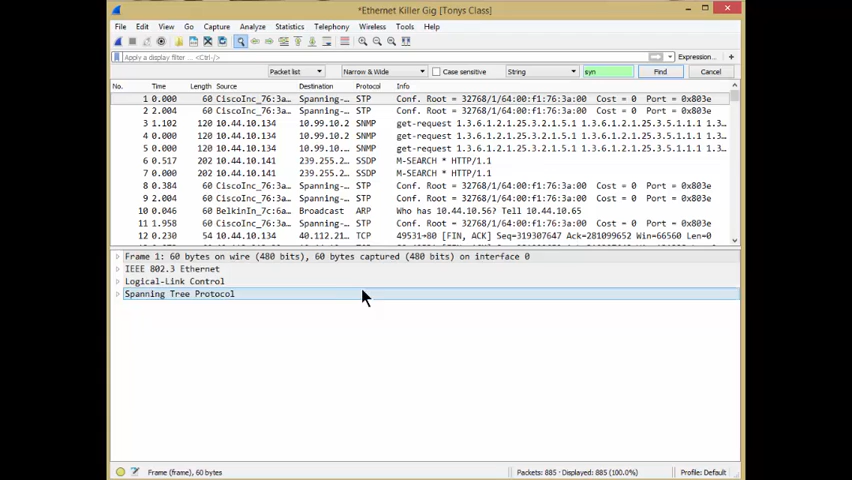 *Ethernet Killer Gig [Tonys Class]
File Edit View Go Capture Analyze Statistics Telephony Wireless Tools Help
Apply a display filter ... <Ctrl-/> Expression... +
Packet list Narrow & Wide Case sensitive String syn Find Cancel
No. Time Length Source Destination Protocol Info
1 0.000 60 CiscoInc_76:3a... Spanning-... STP Conf. Root = 32768/1/64:00:f1:76:3a:00 Cost = 0 Port = 0x803e
2 2.004 60 CiscoInc_76:3a... Spanning-... STP Conf. Root = 32768/1/64:00:f1:76:3a:00 Cost = 0 Port = 0x803e
3 1.102 120 10.44.10.134 10.99.10.2 SNMP get-request 1.3.6.1.2.1.25.3.2.1.5.1 1.3.6.1.2.1.25.3.5.1.1.1 1.3...
4 0.000 120 10.44.10.134 10.99.10.2 SNMP get-request 1.3.6.1.2.1.25.3.2.1.5.1 1.3.6.1.2.1.25.3.5.1.1.1 1.3...
5 0.000 120 10.44.10.134 10.99.10.2 SNMP get-request 1.3.6.1.2.1.25.3.2.1.5.1 1.3.6.1.2.1.25.3.5.1.1.1 1.3...
6 0.517 202 10.44.10.141 239.255.2... SSDP M-SEARCH * HTTP/1.1
7 0.000 202 10.44.10.141 239.255.2... SSDP M-SEARCH * HTTP/1.1
8 0.384 60 CiscoInc_76:3a... Spanning-... STP Conf. Root = 32768/1/64:00:f1:76:3a:00 Cost = 0 Port = 0x803e
9 2.004 60 CiscoInc_76:3a... Spanning-... STP Conf. Root = 32768/1/64:00:f1:76:3a:00 Cost = 0 Port = 0x803e
10 0.046 60 BelkinIn_7c:6e... Broadcast ARP Who has 10.44.10.56? Tell 10.44.10.65
11 1.958 60 CiscoInc_76:3a... Spanning-... STP Conf. Root = 32768/1/64:00:f1:76:3a:00 Cost = 0 Port = 0x803e
12 0.230 54 10.44.10.134 40.112.21... TCP 49531→80 [FIN, ACK] Seq=319307647 Ack=281099652 Win=66560 Len=0
Frame 1: 60 bytes on wire (480 bits), 60 bytes captured (480 bits) on interface 0
IEEE 802.3 Ethernet
Logical-Link Control
Spanning Tree Protocol
Frame (frame), 60 bytes Packets: 885 · Displayed: 885 (100.0%) Profile: Default